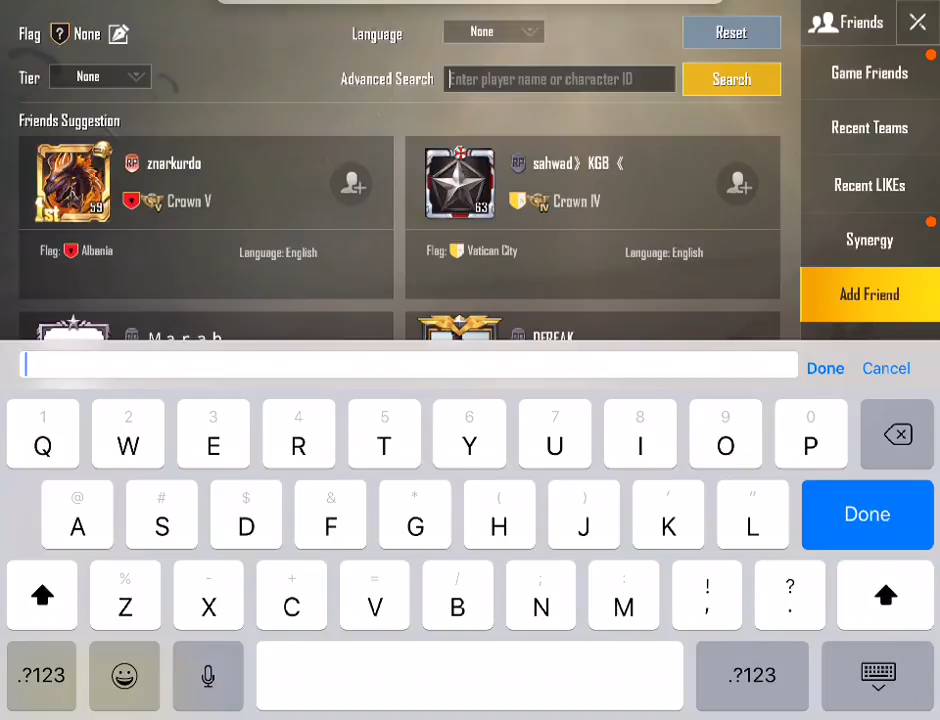 Flag ? None Language None Reset Friends
Tier None Advanced Search Enter player name or character ID Search Game Friends
Friends Suggestion Recent Teams
RP znarkurdo RP sahwad》 KGB 《
1st 59 V Crown V 63 IV Crown IV Recent LIKEs
Flag: Albania Language: English Flag: Vatican City Language: English Synergy
Add Friend
M a r a b DEREAK
Done Cancel
1 2 3 4 5 6 7 8 9 0
Q W E R T Y U I O P
@ # $ & * ( ) ' "
A S D F G H J K L Done
% - + = / ; : ! ?
Z X C V B N M , .
.?123 .?123